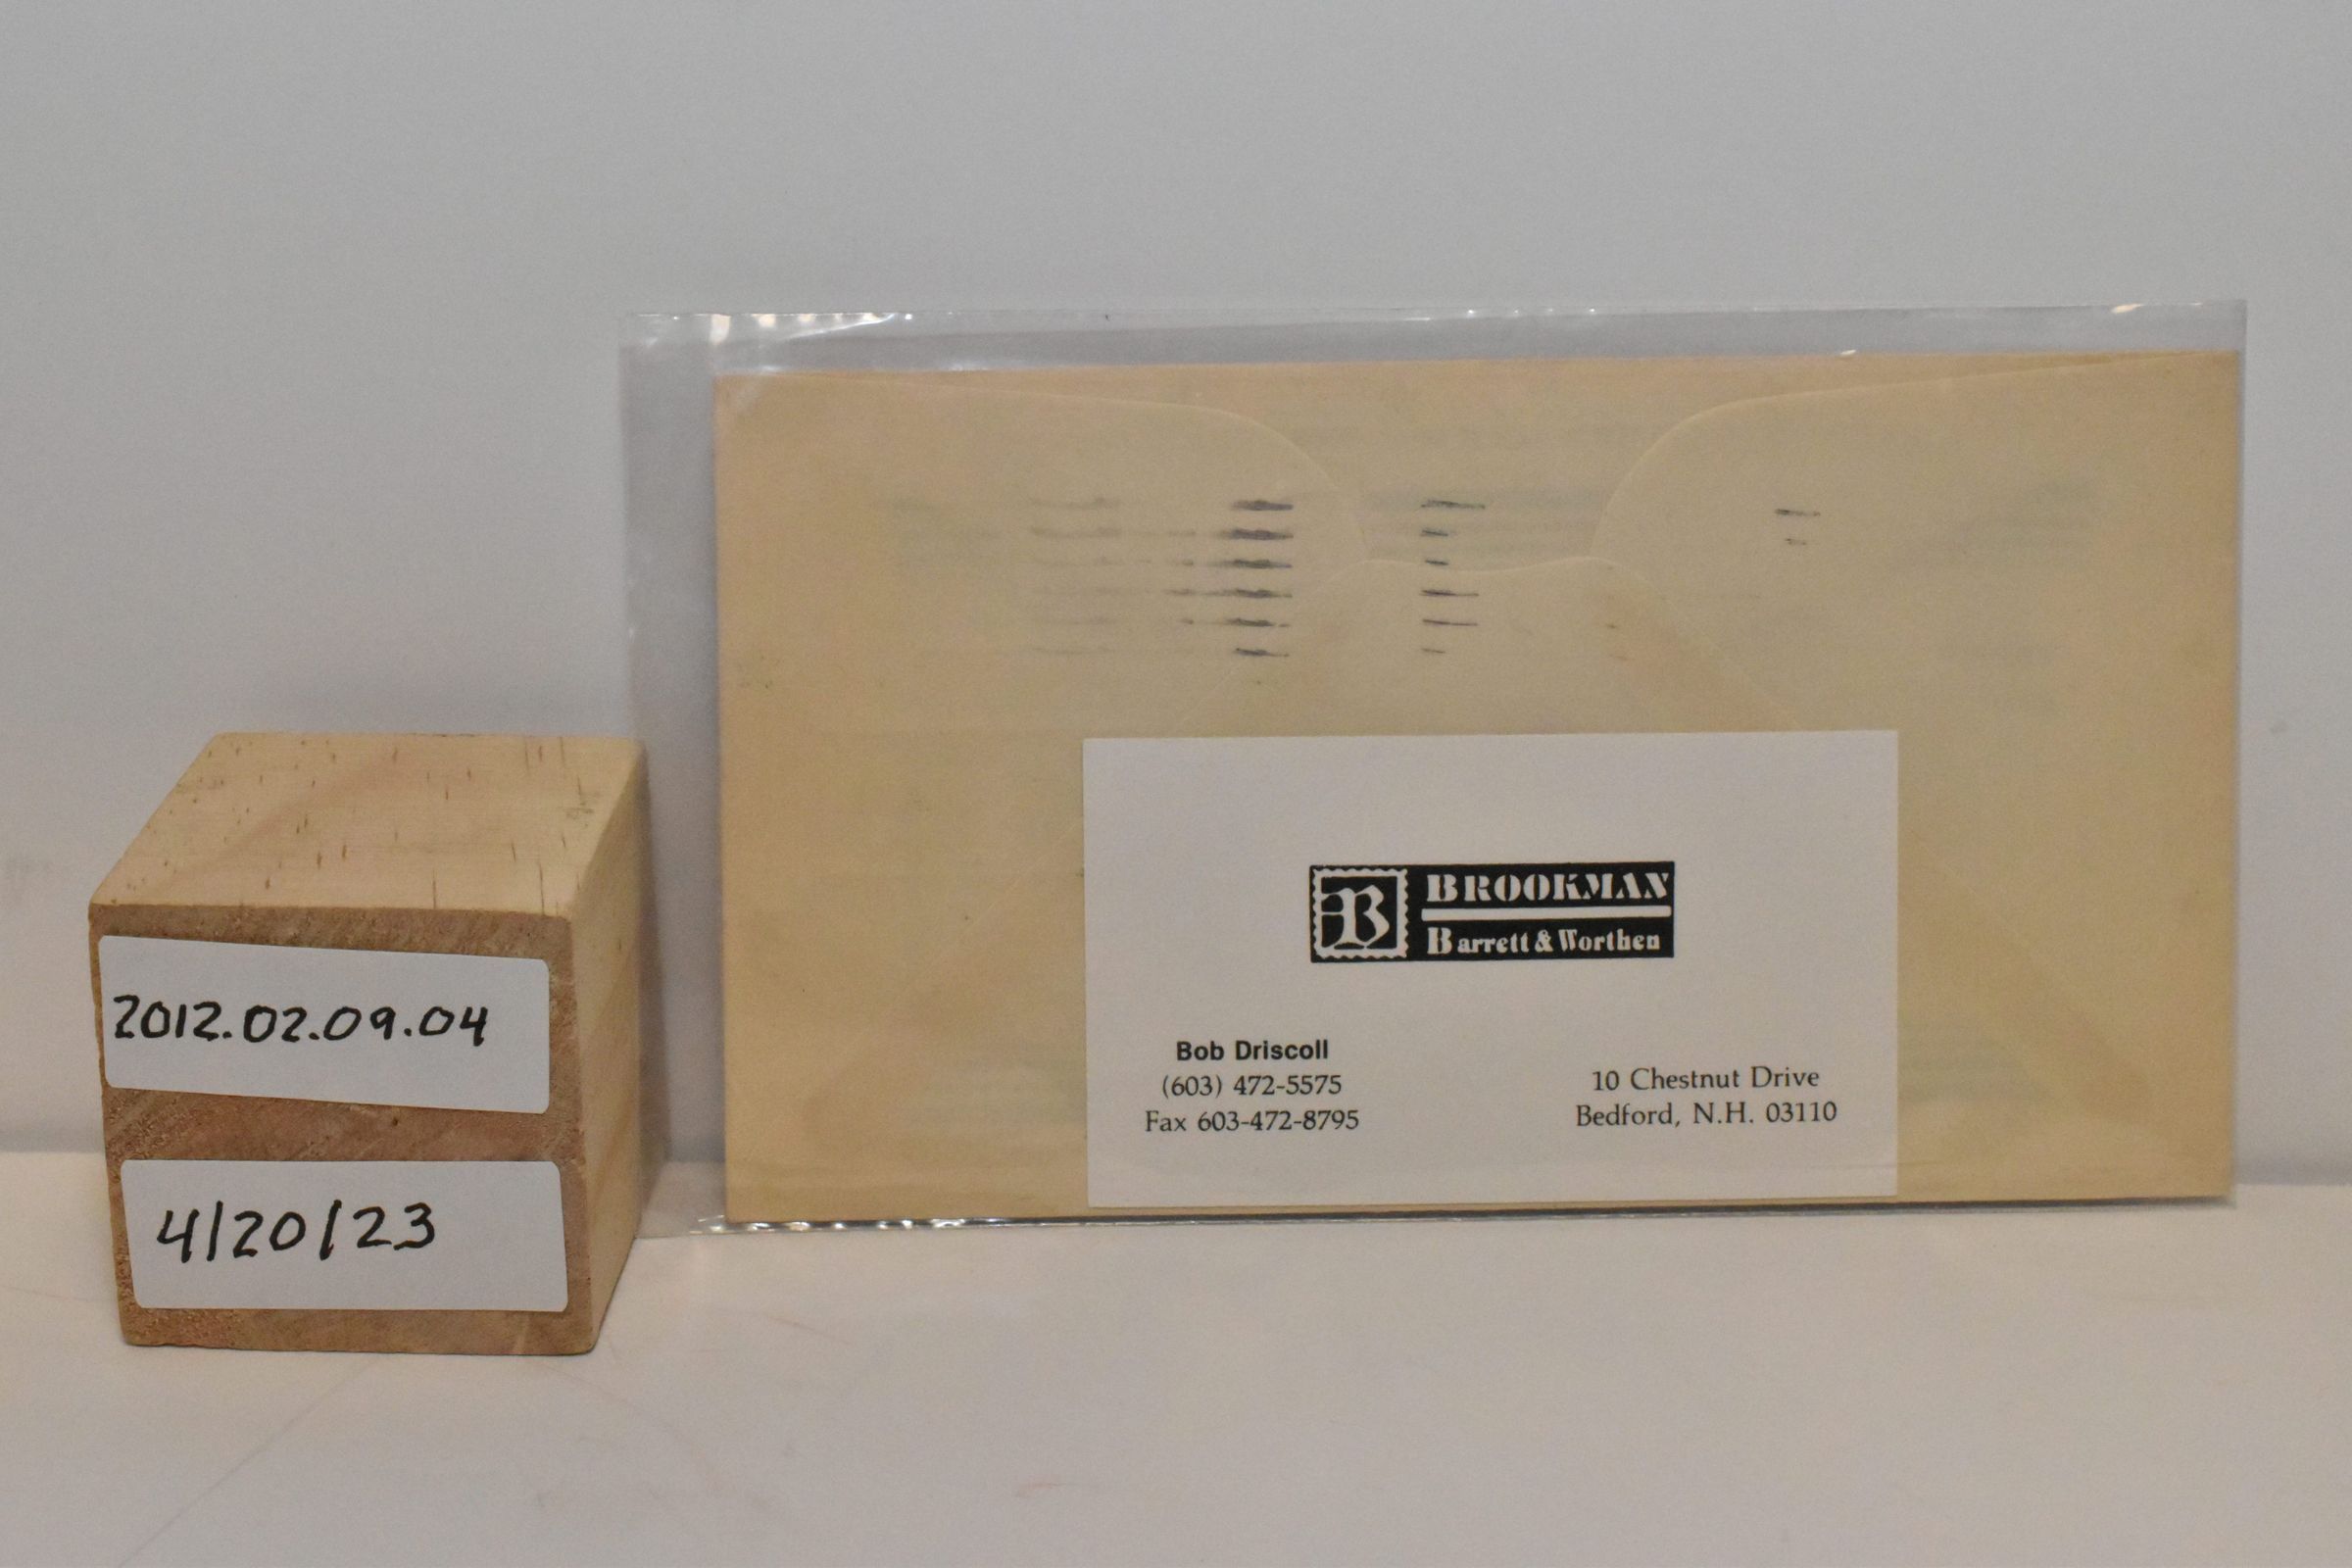 2012.02.09.04
4/20/23
B
BROOKMAN
Barrett & Worthen
Bob Driscoll
(603) 472-5575
Fax 603-472-8795
10 Chestnut Drive
Bedford, N.H. 03110